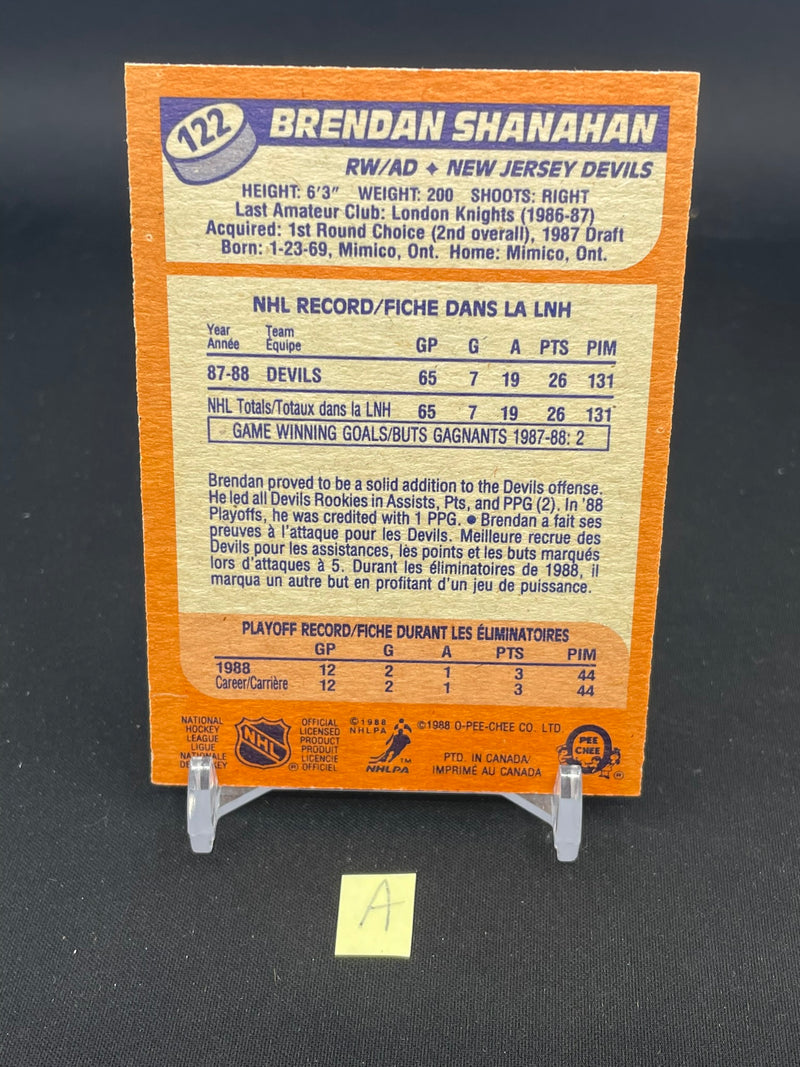 122
BRENDAN SHANAHAN
RW/AD ✦ NEW JERSEY DEVILS
HEIGHT: 6'3" WEIGHT: 200 SHOOTS: RIGHT
Last Amateur Club: London Knights (1986-87)
Acquired: 1st Round Choice (2nd overall), 1987 Draft
Born: 1-23-69, Mimico, Ont. Home: Mimico, Ont.
NHL RECORD/FICHE DANS LA LNH
Year Team
Année Équipe GP G A PTS PIM
87-88 DEVILS 65 7 19 26 131
NHL Totals/Totaux dans la LNH 65 7 19 26 131
GAME WINNING GOALS/BUTS GAGNANTS 1987-88: 2
Brendan proved to be a solid addition to the Devils offense.
He led all Devils Rookies in Assists, Pts, and PPG (2). In '88
Playoffs, he was credited with 1 PPG. ● Brendan a fait ses
preuves à l'attaque pour les Devils. Meilleure recrue des
Devils pour les assistances, lès points et les buts marqués
lors d'attaques à 5. Durant les éliminatoires de 1988, il
marqua un autre but en profitant d'un jeu de puissance.
PLAYOFF RECORD/FICHE DURANT LES ÉLIMINATOIRES
GP G A PTS PIM
1988 12 2 1 3 44
Career/Carrière 12 2 1 3 44
NATIONAL
HOCKEY
LEAGUE
LIGUE
NATIONALE
DE HOCKEY
NHL
®
OFFICIAL
LICENSED
PRODUCT
PRODUIT
LICENCIE
OFFICIEL
©1988
NHLPA
TM
NHLPA
©1988 O-PEE-CHEE CO. LTD.
PTD. IN CANADA/
IMPRIMÉ AU CANADA
PEE
CHEE
®
A